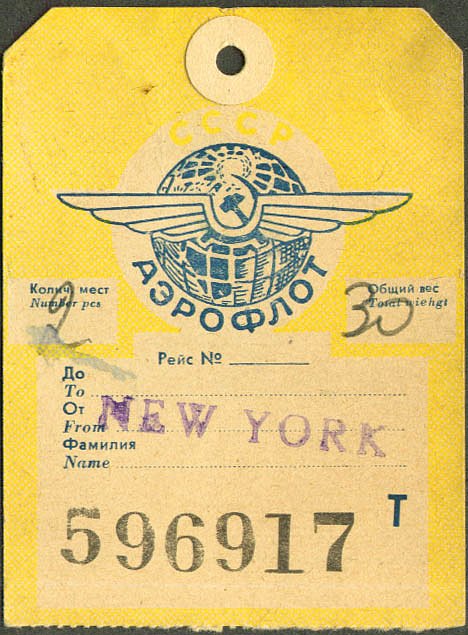 СССР
АЭРОФЛОТ
Колич мест
Number pcs
2
Общий вес
Total wiehgt
30
Рейс №
До
To
От
From
NEW YORK
Фамилия
Name
596917 Т